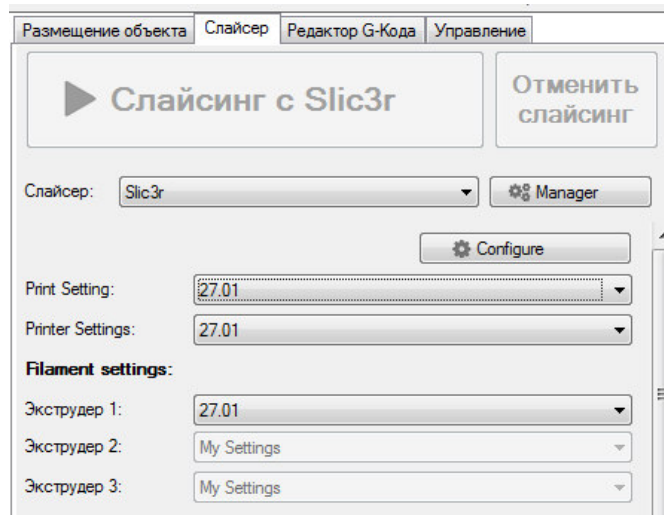 Размещение объекта Слайсер Редактор G-Кода Управление
Слайсинг с Slic3r
Отменить
слайсинг
Слайсер: Slic3r Manager
Configure
Print Setting: 27.01
Printer Settings: 27.01
Filament settings:
Экструдер 1: 27.01
Экструдер 2: My Settings
Экструдер 3: My Settings